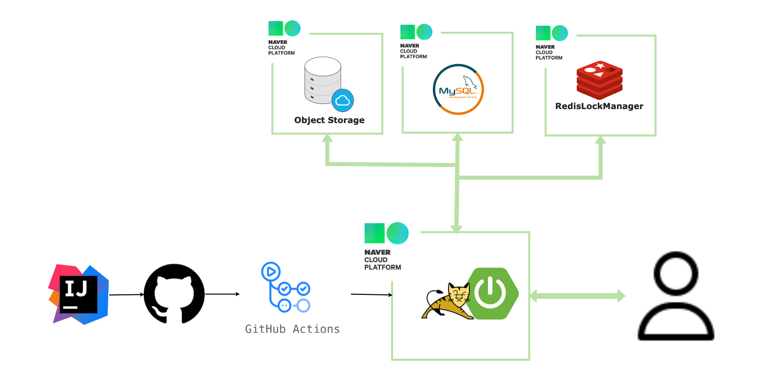 NAVER
CLOUD
PLATFORM
Object Storage
NAVER
CLOUD
PLATFORM
MySQL
NAVER
CLOUD
PLATFORM
RedisLockManager
NAVER
CLOUD
PLATFORM
IJ
GitHub Actions